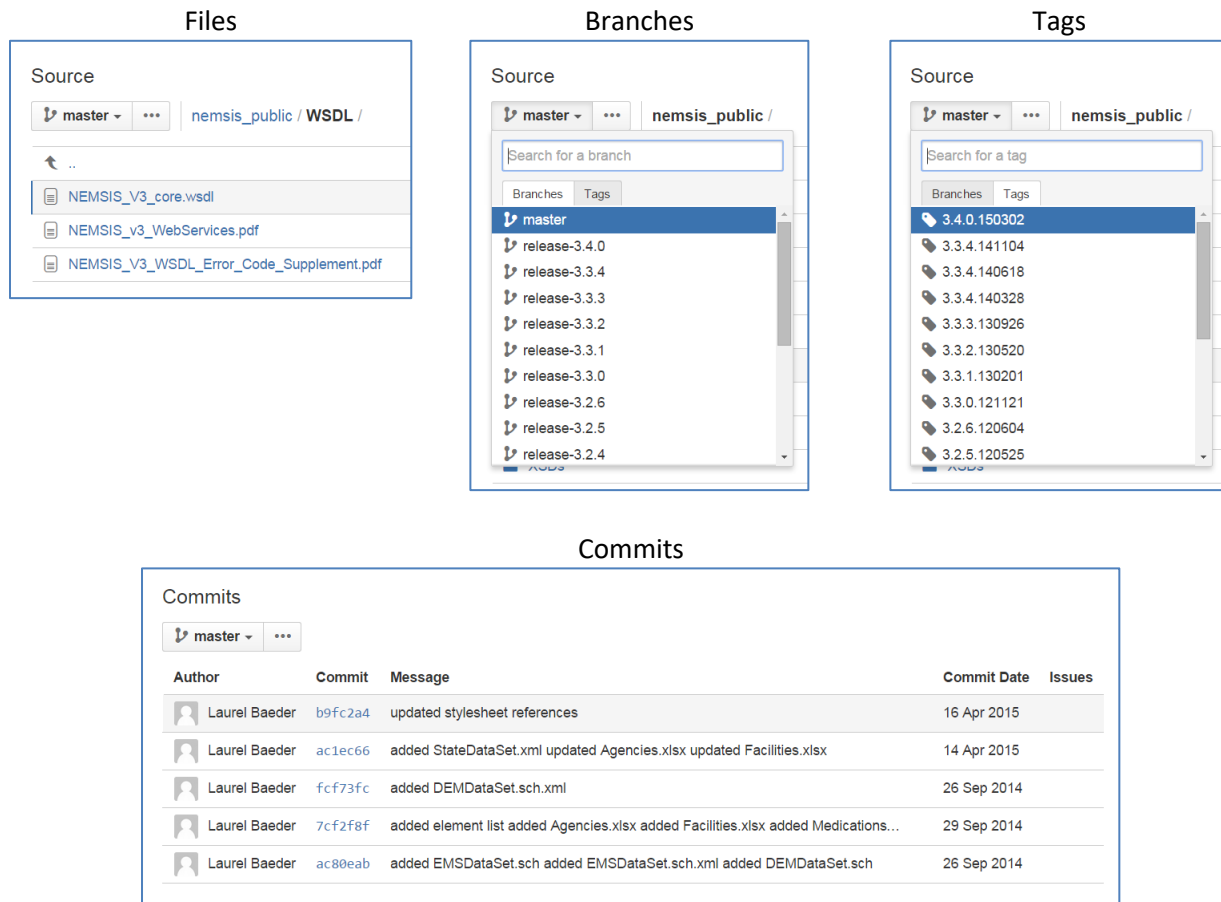 Files
Source
master
nemsis_public / WSDL /
..
NEMSIS_V3_core.wsdl
NEMSIS_v3_WebServices.pdf
NEMSIS_V3_WSDL_Error_Code_Supplement.pdf
Branches
Source
master
nemsis_public /
Search for a branch
Branches Tags
master
release-3.4.0
release-3.3.4
release-3.3.3
release-3.3.2
release-3.3.1
release-3.3.0
release-3.2.6
release-3.2.5
release-3.2.4
XSDs
Tags
Source
master
nemsis_public /
Search for a tag
Branches Tags
3.4.0.150302
3.3.4.141104
3.3.4.140618
3.3.4.140328
3.3.3.130926
3.3.2.130520
3.3.1.130201
3.3.0.121121
3.2.6.120604
3.2.5.120525
XSDs
Commits
Commits
master
Author Commit Message Commit Date Issues
Laurel Baeder b9fc2a4 updated stylesheet references 16 Apr 2015
Laurel Baeder ac1ec66 added StateDataSet.xml updated Agencies.xlsx updated Facilities.xlsx 14 Apr 2015
Laurel Baeder fcf73fc added DEMDataSet.sch.xml 26 Sep 2014
Laurel Baeder 7cf2f8f added element list added Agencies.xlsx added Facilities.xlsx added Medications... 29 Sep 2014
Laurel Baeder ac80eab added EMSDataSet.sch added EMSDataSet.sch.xml added DEMDataSet.sch 26 Sep 2014